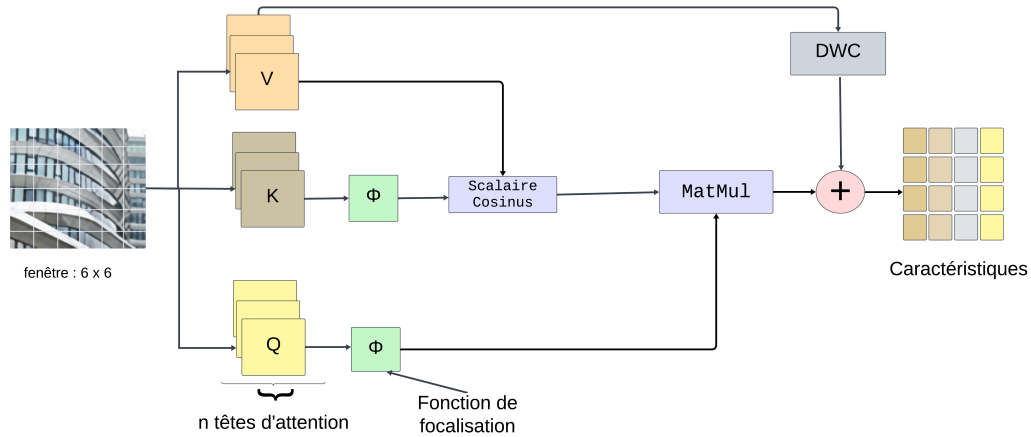 V
DWC
K
Φ
Scalaire
Cosinus
MatMul
+
fenêtre : 6 x 6
Caractéristiques
Q
Φ
n têtes d'attention
Fonction de
focalisation